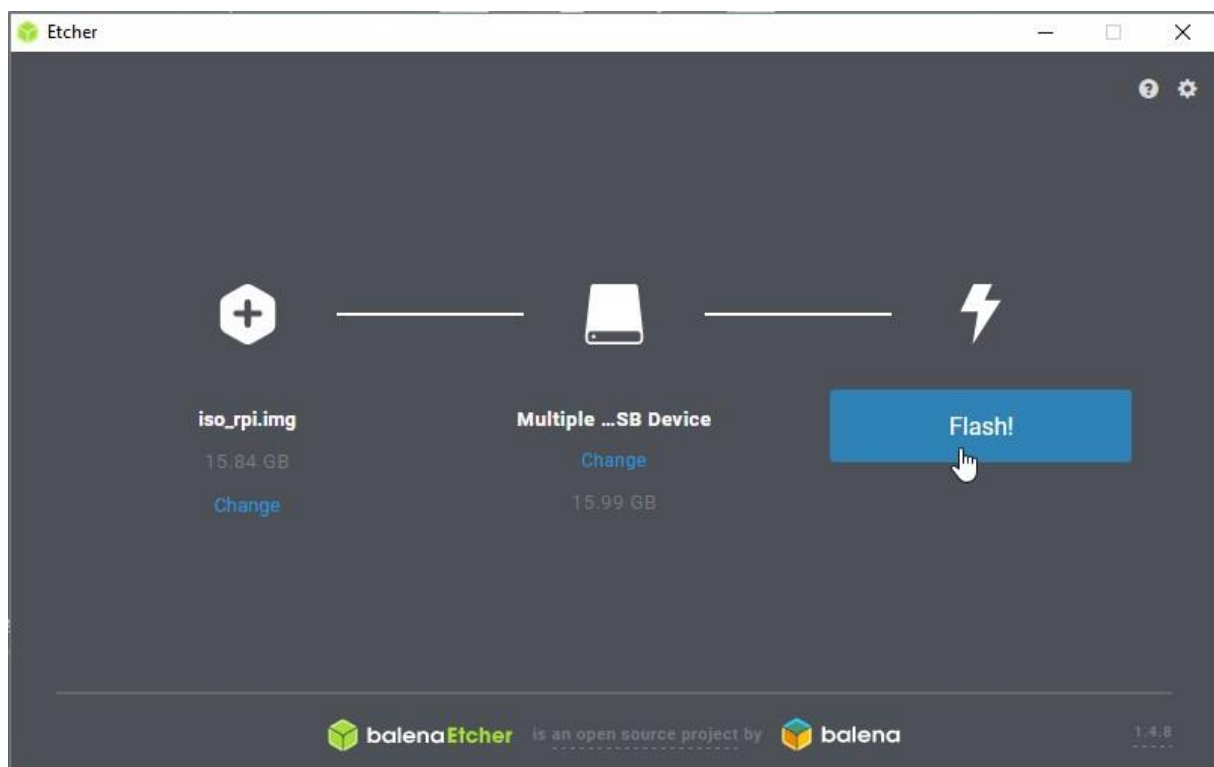 Etcher
iso_rpi.img
15.84 GB
Change
Multiple ...SB Device
Change
15.99 GB
Flash!
balenaEtcher is an open source project by balena
1.4.8